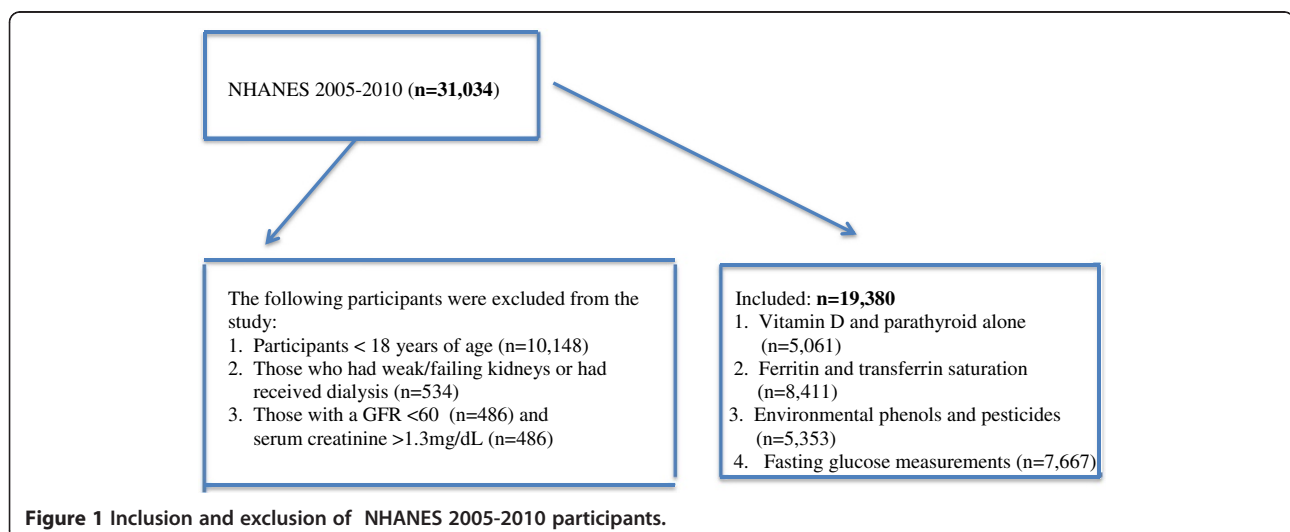 NHANES 2005-2010 (n=31,034)
The following participants were excluded from the
study:
1. Participants < 18 years of age (n=10,148)
2. Those who had weak/failing kidneys or had
received dialysis (n=534)
3. Those with a GFR <60 (n=486) and
serum creatinine >1.3mg/dL (n=486)
Included: n=19,380
1. Vitamin D and parathyroid alone
(n=5,061)
2. Ferritin and transferrin saturation
(n=8,411)
3. Environmental phenols and pesticides
(n=5,353)
4. Fasting glucose measurements (n=7,667)
Figure 1 Inclusion and exclusion of NHANES 2005-2010 participants.